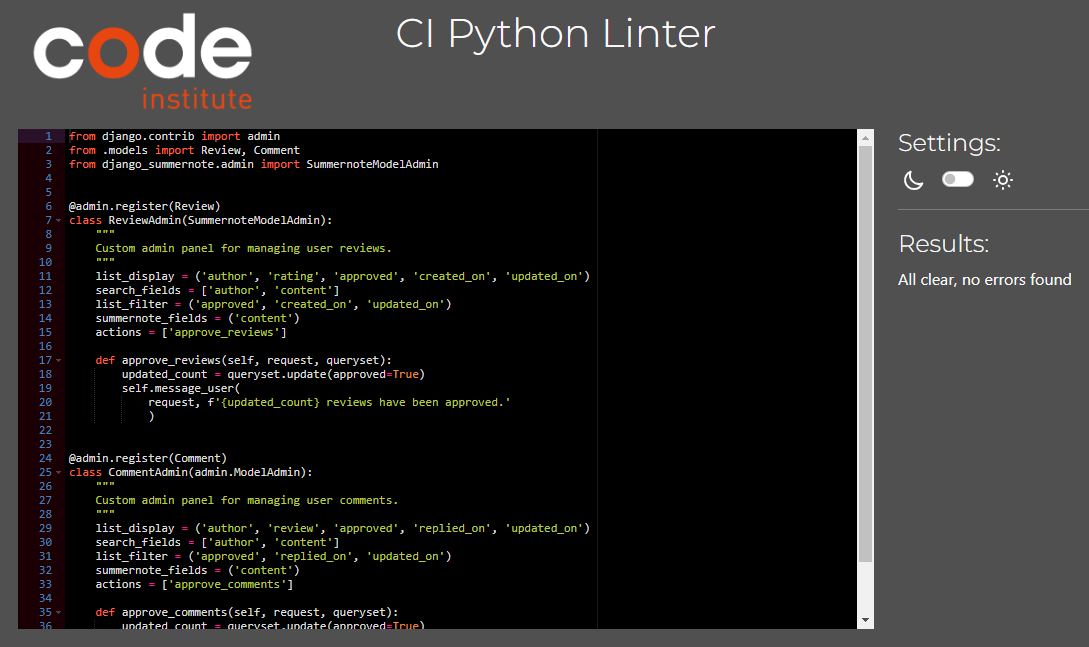 code
institute
CI Python Linter
1 from django.contrib import admin
2 from .models import Review, Comment
3 from django_summernote.admin import SummernoteModelAdmin
4
5
6 @admin.register(Review)
7 class ReviewAdmin(SummernoteModelAdmin):
8     """
9     Custom admin panel for managing user reviews.
10     """
11     list_display = ('author', 'rating', 'approved', 'created_on', 'updated_on')
12     search_fields = ['author', 'content']
13     list_filter = ('approved', 'created_on', 'updated_on')
14     summernote_fields = ('content')
15     actions = ['approve_reviews']
16
17     def approve_reviews(self, request, queryset):
18         updated_count = queryset.update(approved=True)
19         self.message_user(
20             request, f'{updated_count} reviews have been approved.'
21             )
22
23
24 @admin.register(Comment)
25 class CommentAdmin(admin.ModelAdmin):
26     """
27     Custom admin panel for managing user comments.
28     """
29     list_display = ('author', 'review', 'approved', 'replied_on', 'updated_on')
30     search_fields = ['author', 'content']
31     list_filter = ('approved', 'replied_on', 'updated_on')
32     summernote_fields = ('content')
33     actions = ['approve_comments']
34
35     def approve_comments(self, request, queryset):
36         updated_count = queryset.update(approved=True)
Settings:
Results:
All clear, no errors found